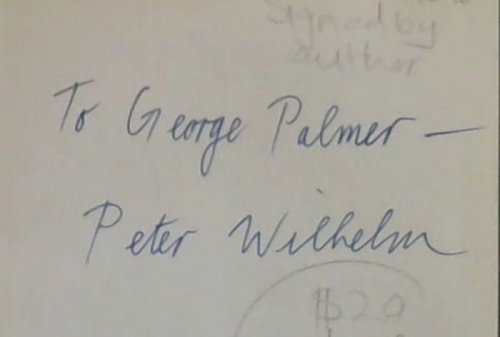 Signed by
author
To George Palmer —
Peter Wilhelm
$20